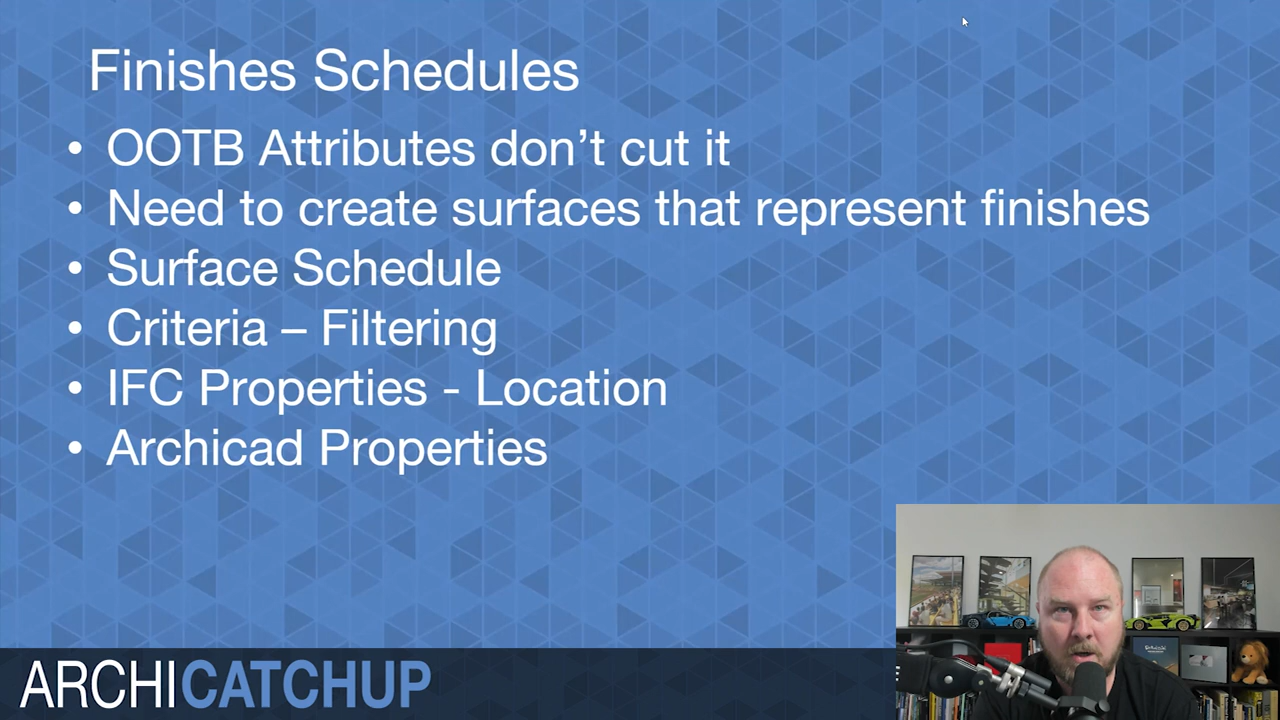 Finishes Schedules
• OOTB Attributes don’t cut it
• Need to create surfaces that represent finishes
• Surface Schedule
• Criteria – Filtering
• IFC Properties - Location
• Archicad Properties
ARCHICATCHUP